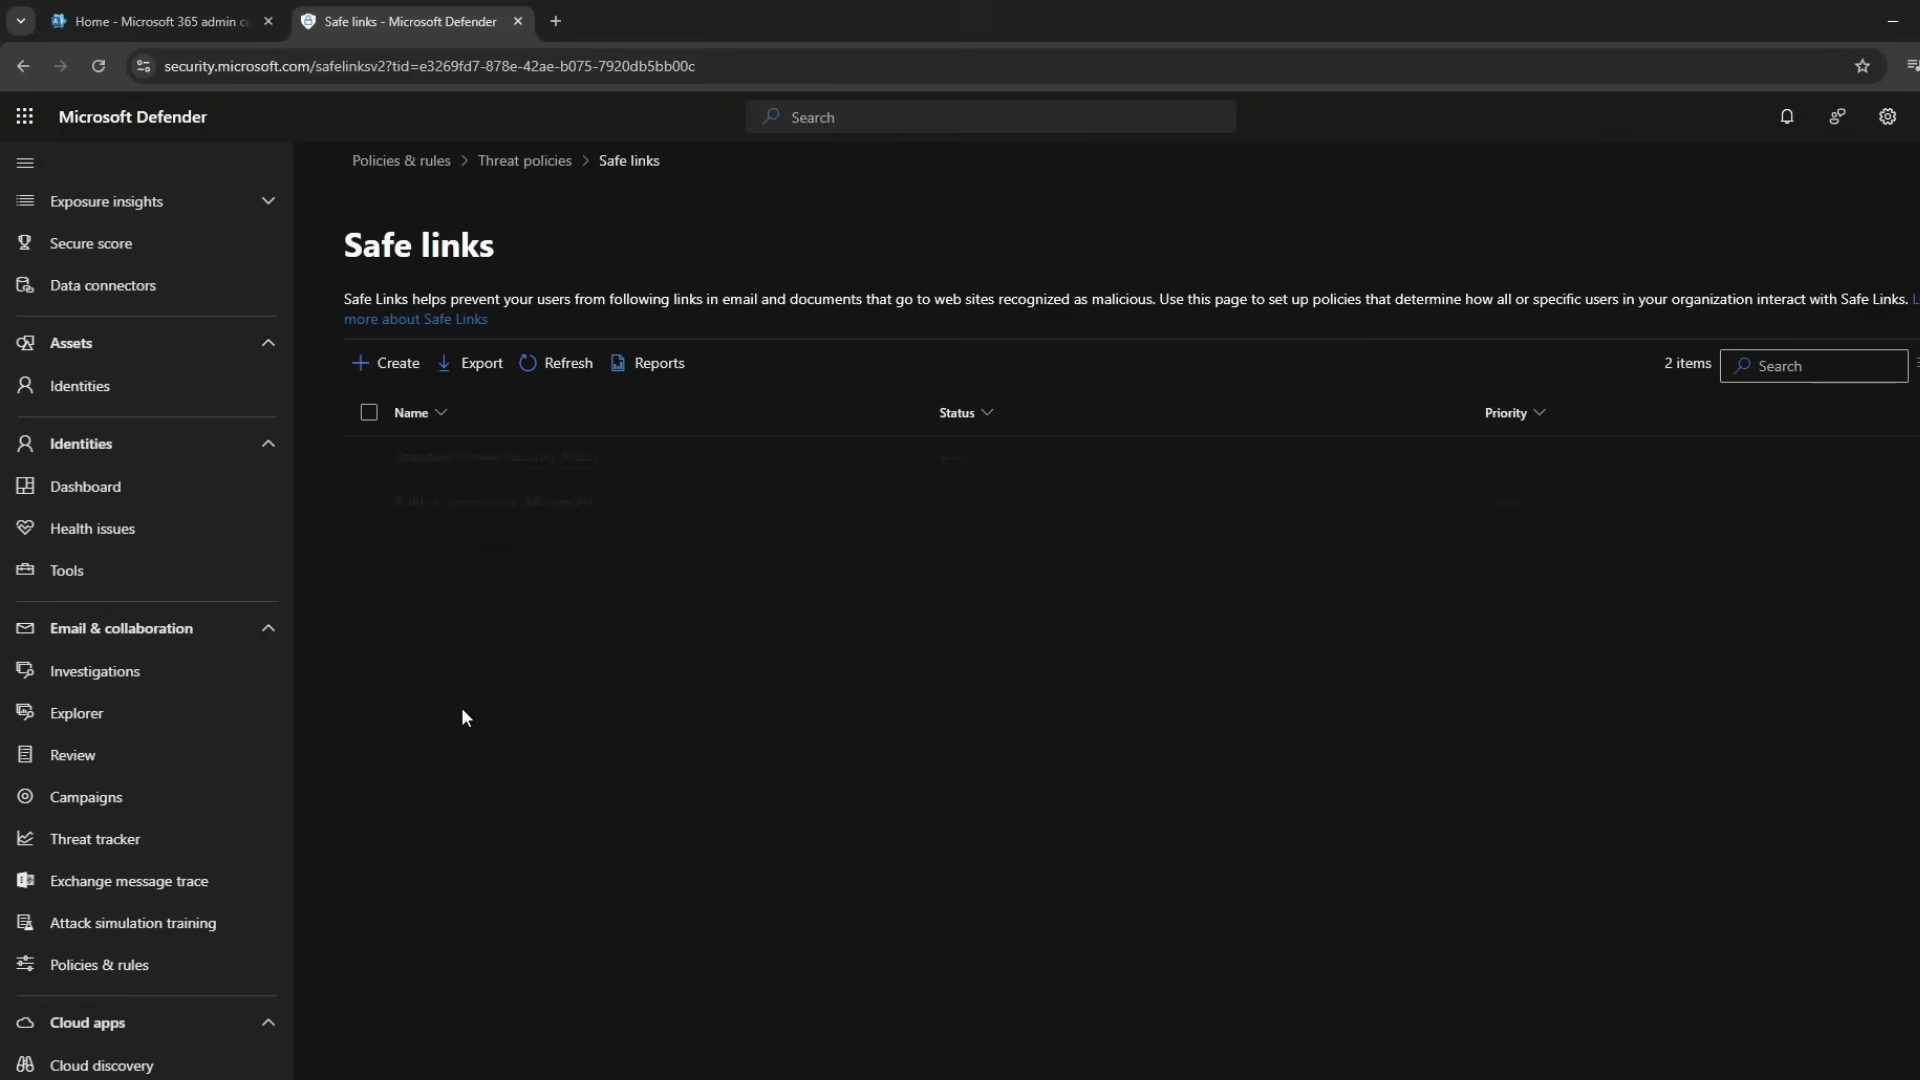 Home - Microsoft 365 admin ce
Safe links - Microsoft Defender
security.microsoft.com/safelinksv2?tid=e3269fd7-878e-42ae-b075-7920db5bb00c
Microsoft Defender
Search
Policies & rules > Threat policies > Safe links
Exposure insights
Secure score
Data connectors
Assets
Identities
Identities
Dashboard
Health issues
Tools
Email & collaboration
Investigations
Explorer
Review
Campaigns
Threat tracker
Exchange message trace
Attack simulation training
Policies & rules
Cloud apps
Cloud discovery
Safe links
Safe Links helps prevent your users from following links in email and documents that go to web sites recognized as malicious. Use this page to set up policies that determine how all or specific users in your organization interact with Safe Links. L
more about Safe Links
Create Export Refresh Reports
2 items Search
Name Status Priority